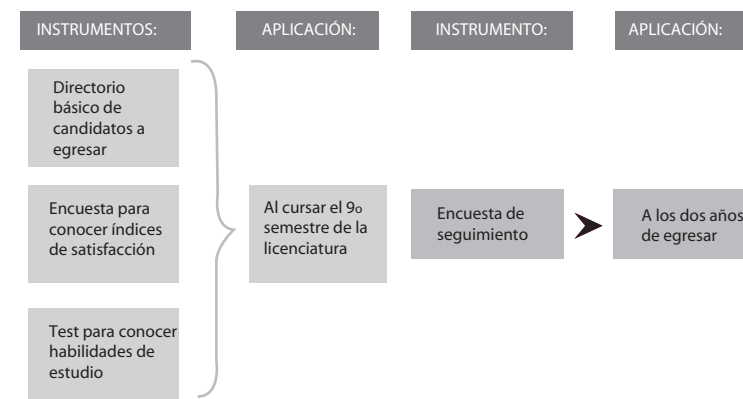 INSTRUMENTOS:
APLICACIÓN:
INSTRUMENTO:
APLICACIÓN:
Directorio
básico de
candidatos a
egresar
Encuesta para
conocer índices
de satisfacción
Test para conocer
habilidades de
estudio
Al cursar el 9o
semestre de la
licenciatura
Encuesta de
seguimiento
A los dos años
de egresar